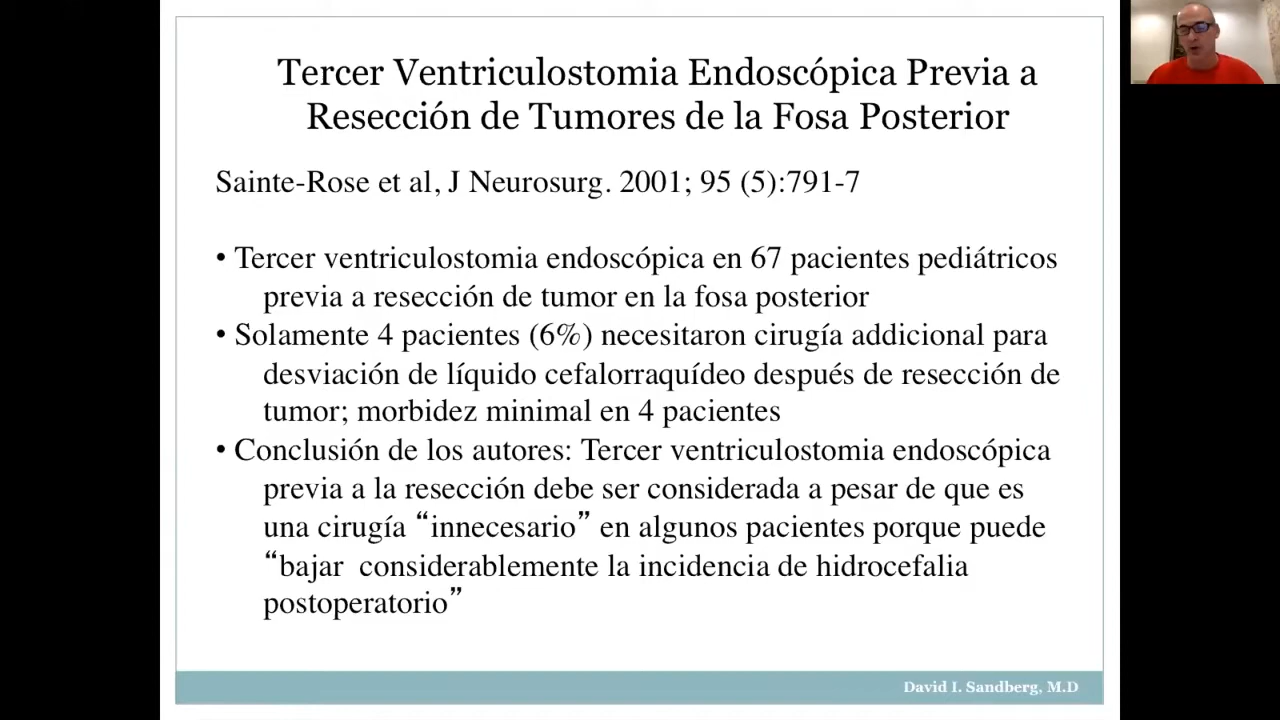 Tercer Ventriculostomia Endoscópica Previa a
Resección de Tumores de la Fosa Posterior
Sainte-Rose et al, J Neurosurg. 2001; 95 (5):791-7
• Tercer ventriculostomia endoscópica en 67 pacientes pediátricos
previa a resección de tumor en la fosa posterior
• Solamente 4 pacientes (6%) necesitaron cirugía addicional para
desviación de líquido cefalorraquídeo después de resección de
tumor; morbidez minimal en 4 pacientes
• Conclusión de los autores: Tercer ventriculostomia endoscópica
previa a la resección debe ser considerada a pesar de que es
una cirugía “innecesario” en algunos pacientes porque puede
“bajar considerablemente la incidencia de hidrocefalia
postoperatorio”
David I. Sandberg, M.D